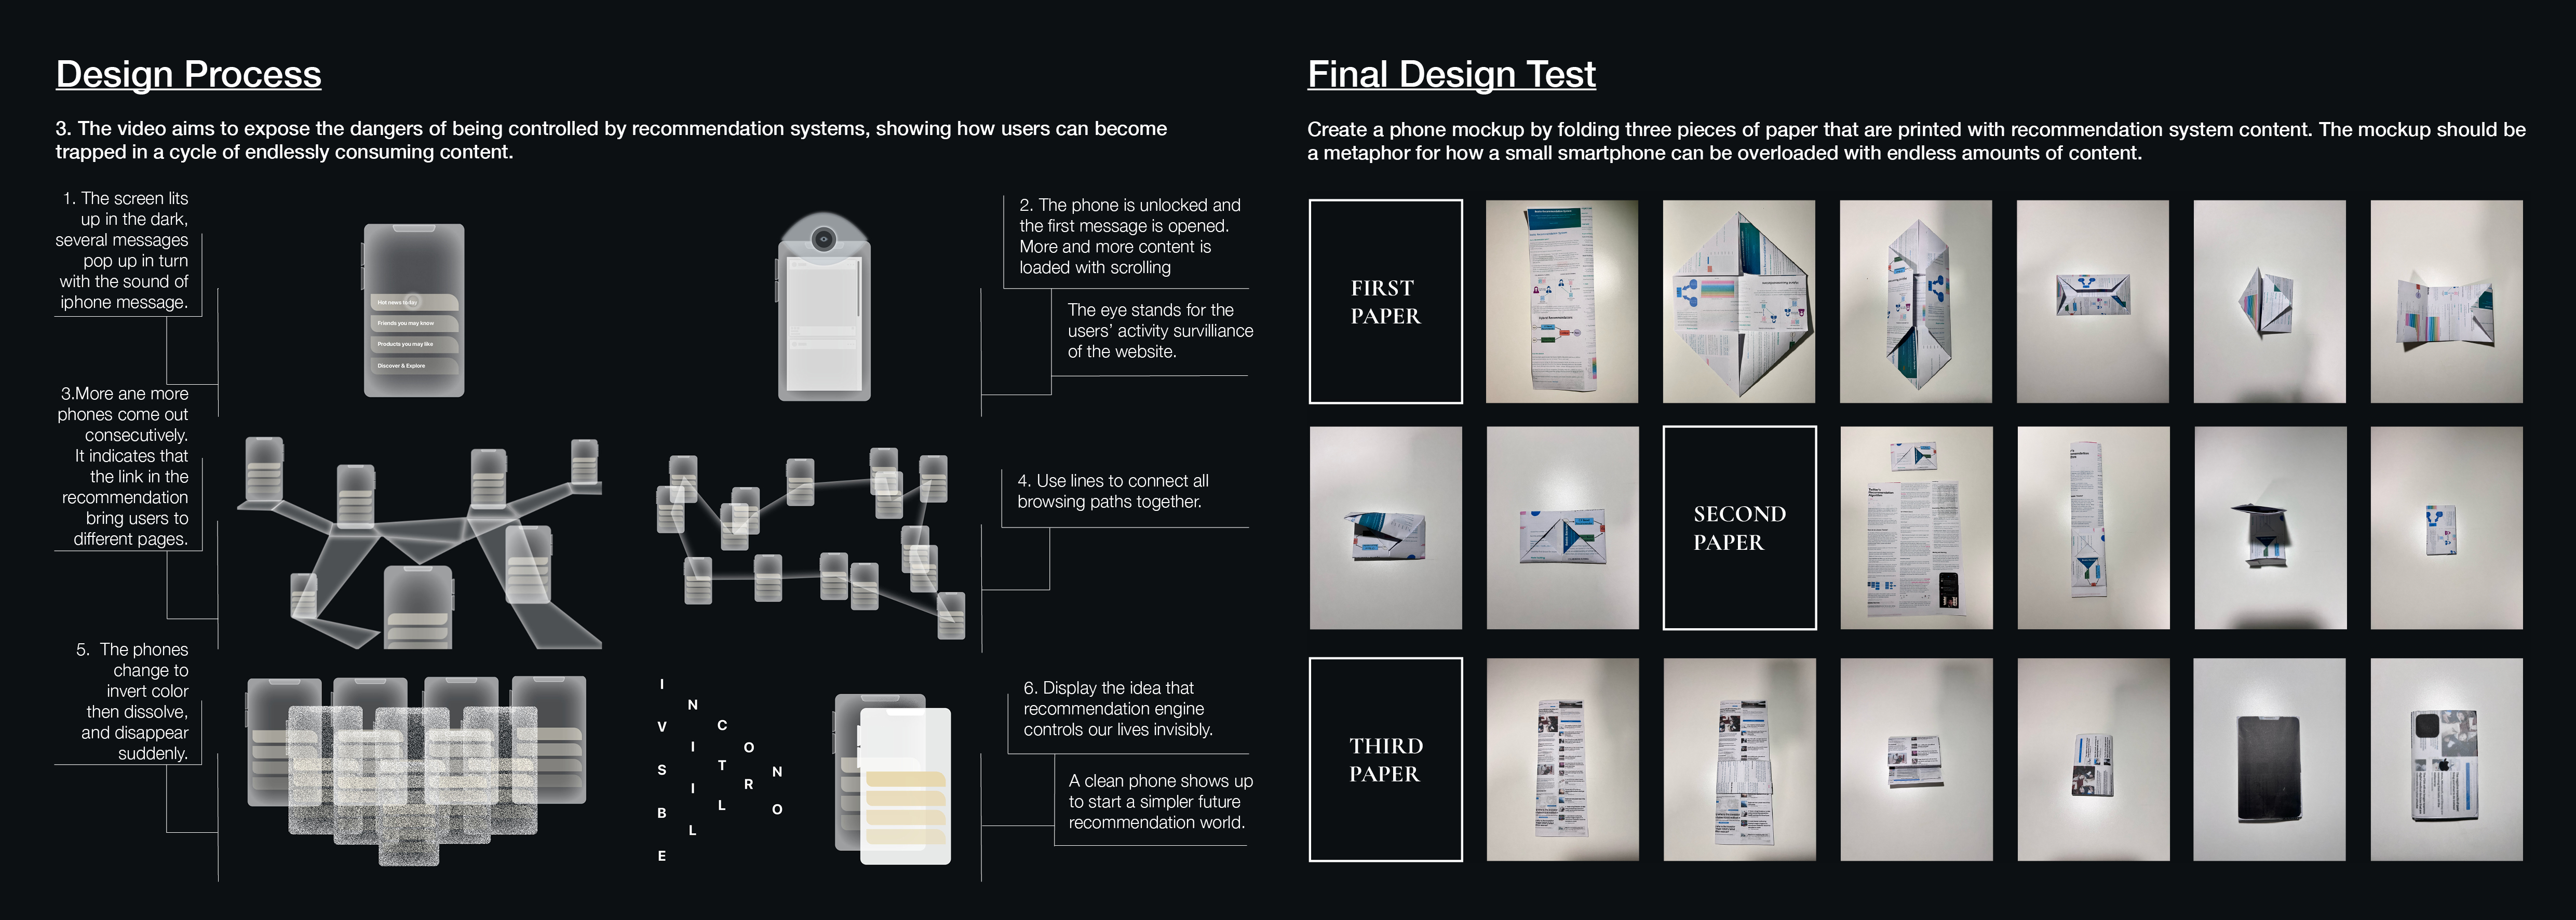 Design Process
3. The video aims to expose the dangers of being controlled by recommendation systems, showing how users can become
trapped in a cycle of endlessly consuming content.
1. The screen lits
up in the dark,
several messages
pop up in turn
with the sound of
iphone message.
Hot news today
Friends you may know
Products you may like
Discover & Explore
2. The phone is unlocked and
the first message is opened.
More and more content is
loaded with scrolling
The eye stands for the
users' activity survilliance
of the website.
3.More ane more
phones come out
consecutively.
It indicates that
the link in the
recommendation
bring users to
different pages.
4. Use lines to connect all
browsing paths together.
5. The phones
change to
invert color
then dissolve,
and disappear
suddenly.
I
N
V
I
S
I
B
L
E
C
O
N
T
R
O
L
6. Display the idea that
recommendation engine
controls our lives invisibly.
A clean phone shows up
to start a simpler future
recommendation world.
Final Design Test
Create a phone mockup by folding three pieces of paper that are printed with recommendation system content. The mockup should be
a metaphor for how a small smartphone can be overloaded with endless amounts of content.
FIRST
PAPER
SECOND
PAPER
THIRD
PAPER